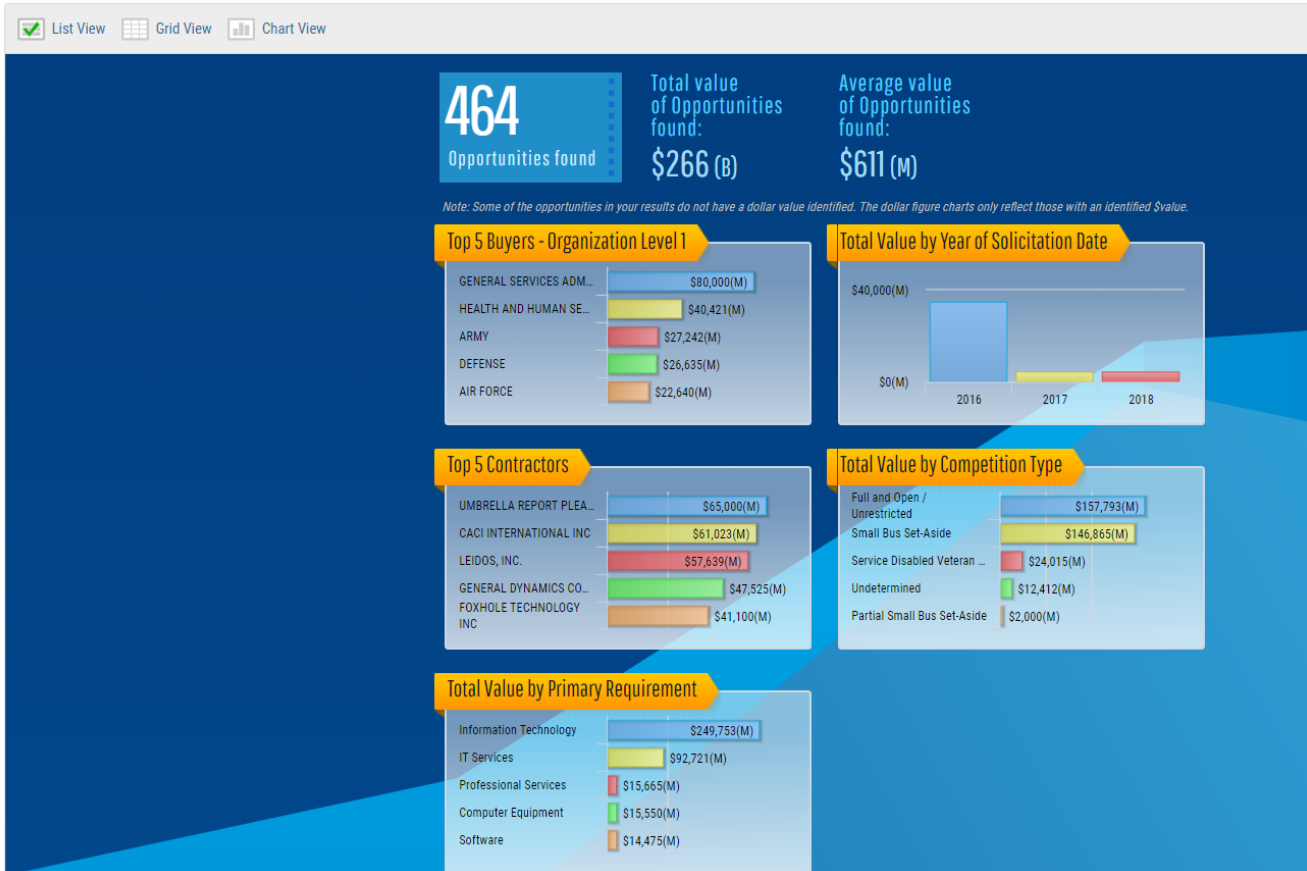 List View Grid View Chart View
464
Opportunities found
Total value
of Opportunities
found:
$266 (B)
Average value
of Opportunities
found:
$611 (M)
Note: Some of the opportunities in your results do not have a dollar value identified. The dollar figure charts only reflect those with an identified $value.
Top 5 Buyers - Organization Level 1
GENERAL SERVICES ADM... $80,000(M)
HEALTH AND HUMAN SE... $40,421(M)
ARMY $27,242(M)
DEFENSE $26,635(M)
AIR FORCE $22,640(M)
Total Value by Year of Solicitation Date
$40,000(M)
$0(M)
2016 2017 2018
Top 5 Contractors
UMBRELLA REPORT PLEA... $65,000(M)
CACI INTERNATIONAL INC $61,023(M)
LEIDOS, INC. $57,639(M)
GENERAL DYNAMICS CO... $47,525(M)
FOXHOLE TECHNOLOGY
INC $41,100(M)
Total Value by Competition Type
Full and Open /
Unrestricted $157,793(M)
Small Bus Set-Aside $146,865(M)
Service Disabled Veteran ... $24,015(M)
Undetermined $12,412(M)
Partial Small Bus Set-Aside $2,000(M)
Total Value by Primary Requirement
Information Technology $249,753(M)
IT Services $92,721(M)
Professional Services $15,665(M)
Computer Equipment $15,550(M)
Software $14,475(M)